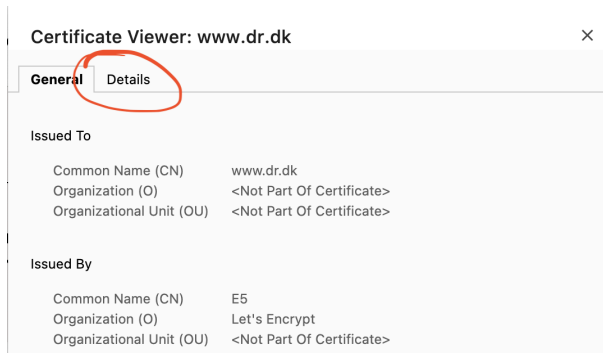 Certificate Viewer: www.dr.dk
General Details
Issued To
Common Name (CN) www.dr.dk
Organization (O) <Not Part Of Certificate>
Organizational Unit (OU) <Not Part Of Certificate>
Issued By
Common Name (CN) E5
Organization (O) Let's Encrypt
Organizational Unit (OU) <Not Part Of Certificate>